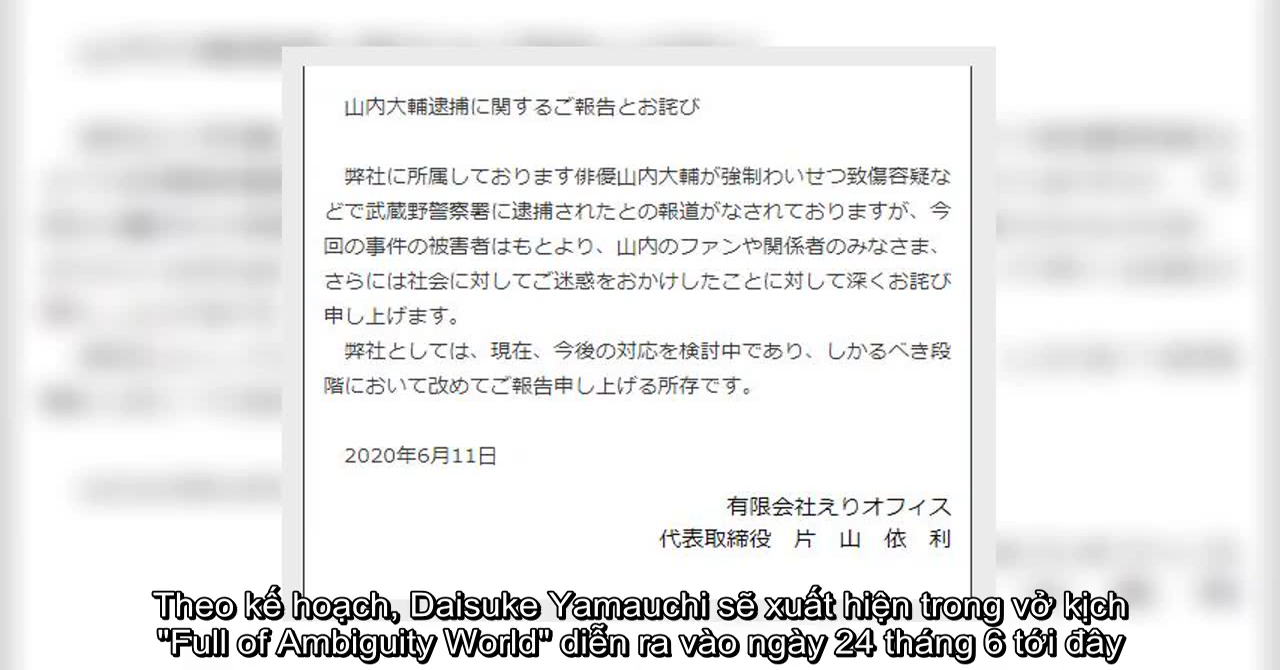 山内大輔逮捕に関するご報告とお詫び
弊社に所属しております俳優山内大輔が強制わいせつ致傷容疑な
どで武蔵野警察署に逮捕されたとの報道がなされておりますが、今
回の事件の被害者はもとより、山内のファンや関係者のみなさま、
さらには社会に対してご迷惑をおかけしたことに対して深くお詫び
申し上げます。
弊社としては、現在、今後の対応を検討中であり、しかるべき段
階において改めてご報告申し上げる所存です。
2020年6月11日
有限会社えりオフィス
代表取締役 片 山 依 利
Theo kế hoạch, Daisuke Yamauchi sẽ xuất hiện trong vở kịch
"Full of Ambiguity World" diễn ra vào ngày 24 tháng 6 tới đây